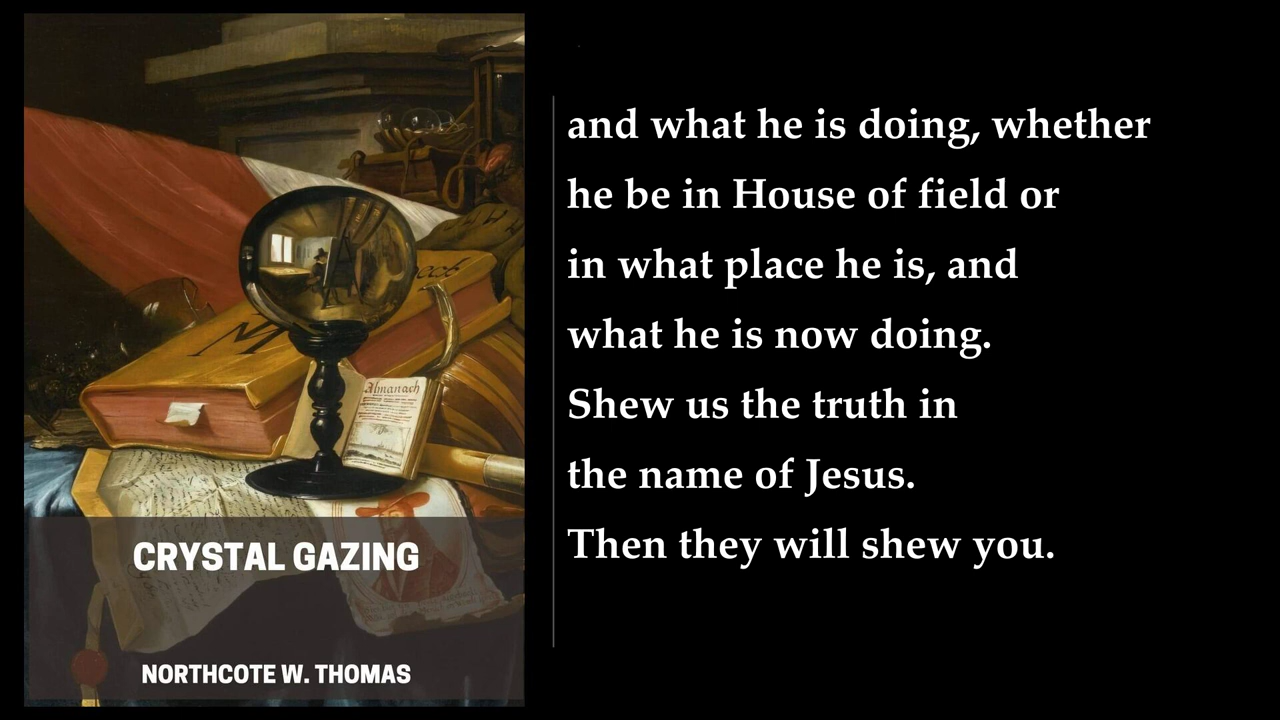 and what he is doing, whether
he be in House of field or
in what place he is, and
what he is now doing.
Shew us the truth in
the name of Jesus.
Then they will shew you.
M
Almanach
CRYSTAL GAZING
NORTHCOTE W. THOMAS